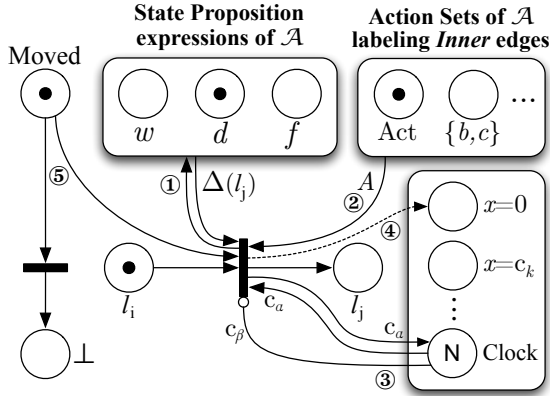 State Proposition
expressions of 𝒜
Action Sets of 𝒜
labeling Inner edges
Moved
w
d
f
Act
{b,c}
...
⑤
①
Δ(lj)
A
②
④
x=0
li
lj
x=ck
⋮
cα
cα
cβ
N
Clock
③
⊥